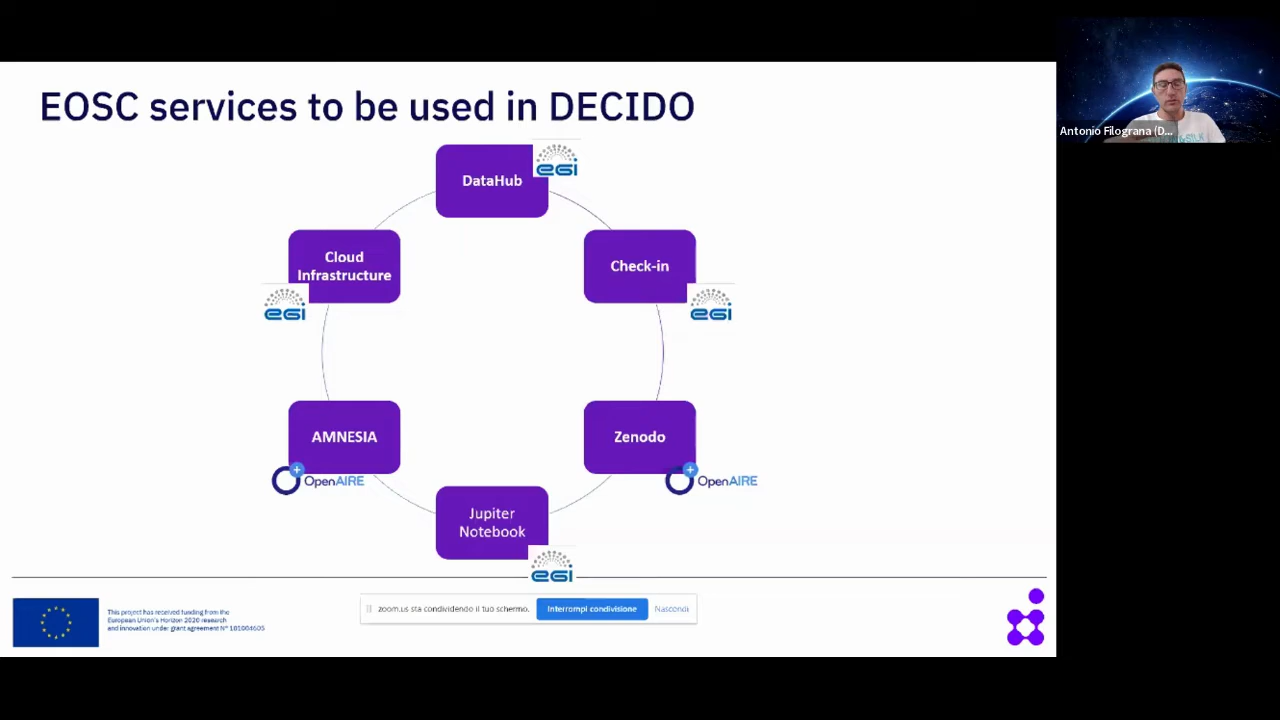 EOSC services to be used in DECIDO
DataHub
egi
Cloud
Infrastructure
egi
Check-in
egi
AMNESIA
OpenAIRE
Zenodo
OpenAIRE
Jupiter
Notebook
egi
This project has received funding from the
European Union's Horizon 2020 research
and innovation under grant agreement N° 101004605
zoom.us sta condividendo il tuo schermo.
Interrompi condivisione
Nascondi
Antonio Filograna (D...